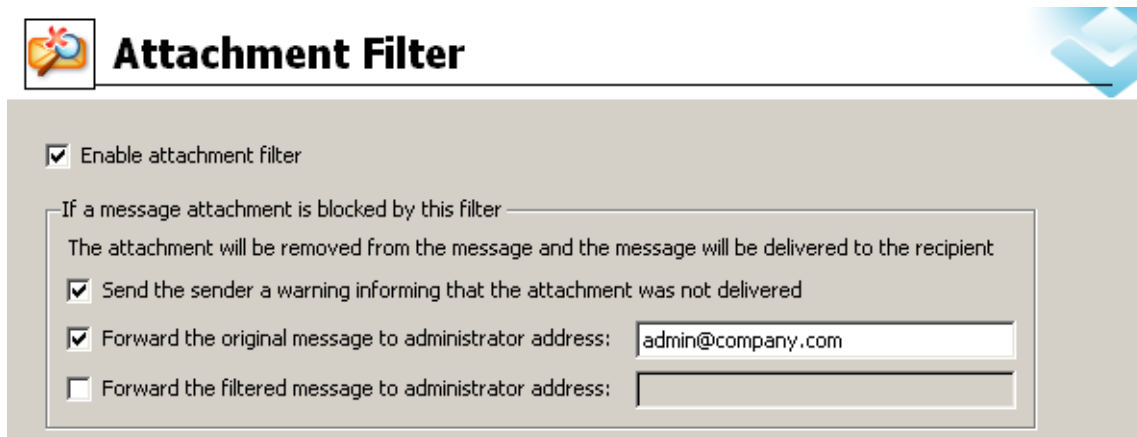 Attachment Filter
Enable attachment filter
If a message attachment is blocked by this filter
The attachment will be removed from the message and the message will be delivered to the recipient
Send the sender a warning informing that the attachment was not delivered
Forward the original message to administrator address: admin@company.com
Forward the filtered message to administrator address: